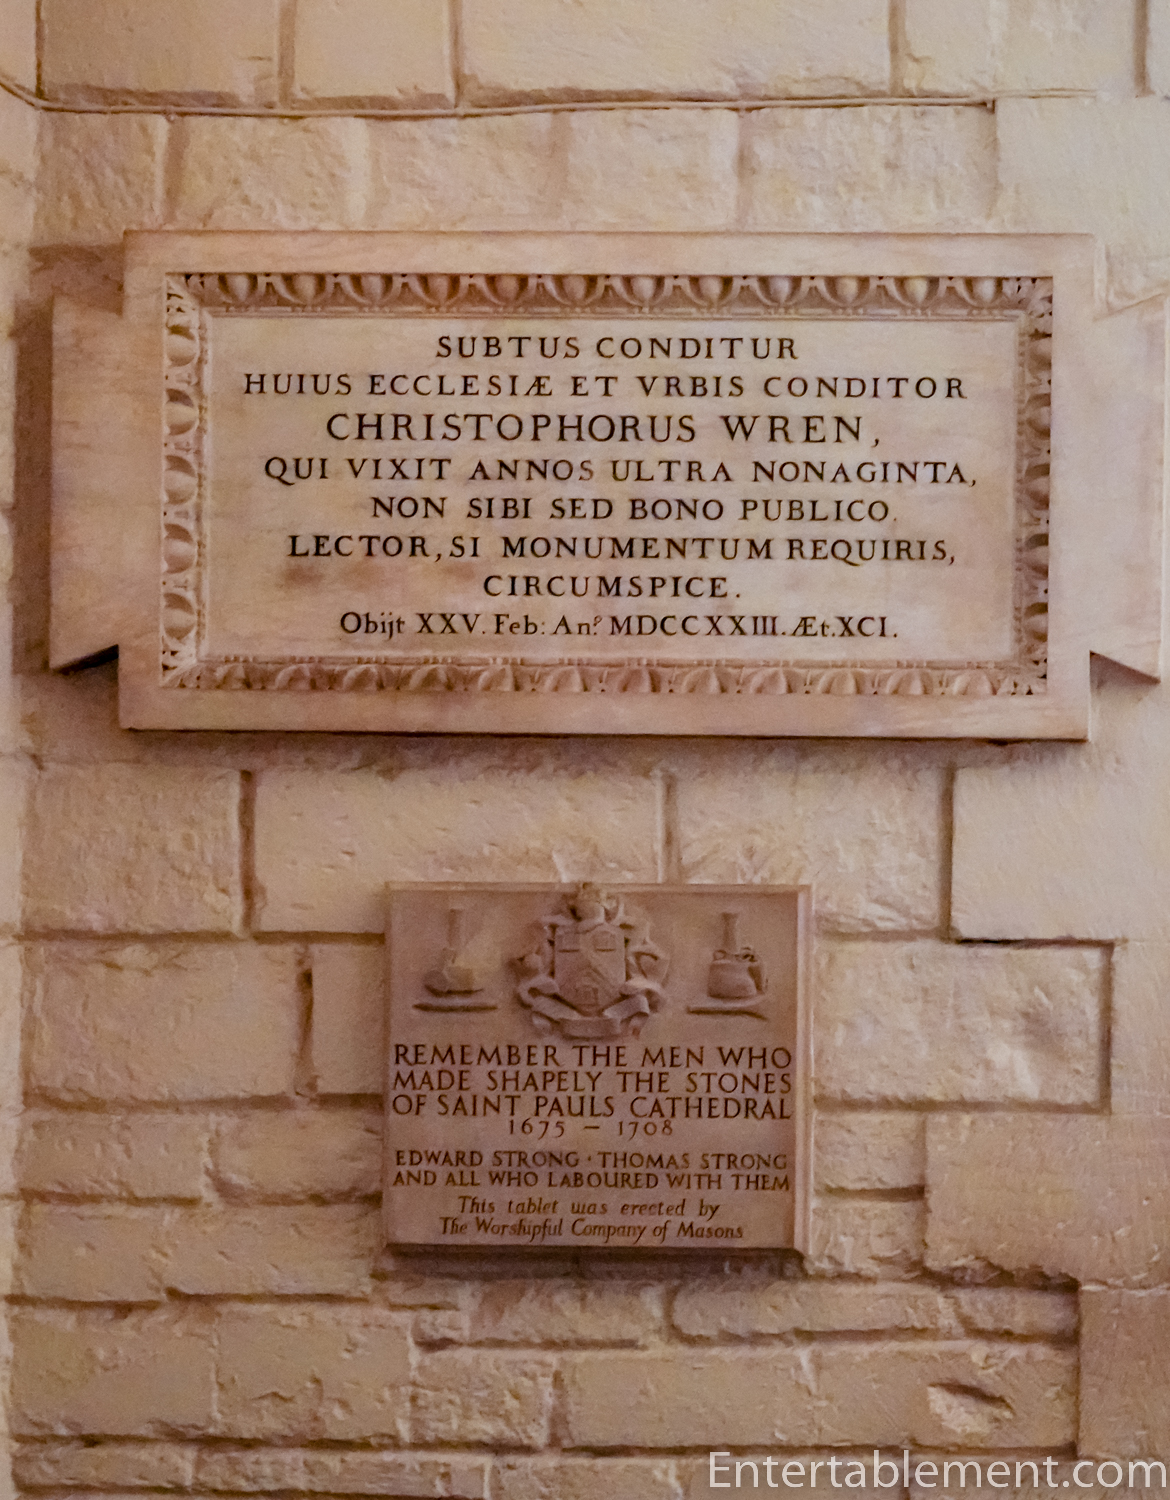 SUBTUS CONDITUR
HUIUS ECCLESIÆ ET VRBIS CONDITOR
CHRISTOPHORUS WREN,
QUI VIXIT ANNOS ULTRA NONAGINTA,
NON SIBI SED BONO PUBLICO.
LECTOR, SI MONUMENTUM REQUIRIS,
CIRCUMSPICE.
Obijt XXV. Feb: Anº MDCCXXIII. Æt. XCI.
REMEMBER THE MEN WHO
MADE SHAPELY THE STONES
OF SAINT PAULS CATHEDRAL
1675 – 1708
EDWARD STRONG · THOMAS STRONG
AND ALL WHO LABOURED WITH THEM
This tablet was erected by
The Worshipful Company of Masons
Entertablement.com